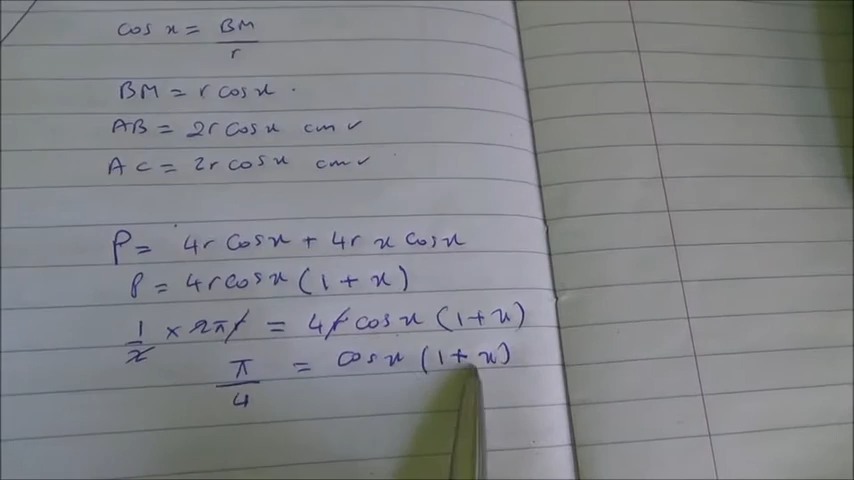 cos x = BM / r
BM = r cos x .
AB = 2r cos x cm ✓
AC = 2r cos x cm ✓
P = 4r cos x + 4r x cos x
P = 4r cos x (1 + x)
1/2 × 2πr = 4r cos x (1 + x)
π/4 = cos x (1 + x)